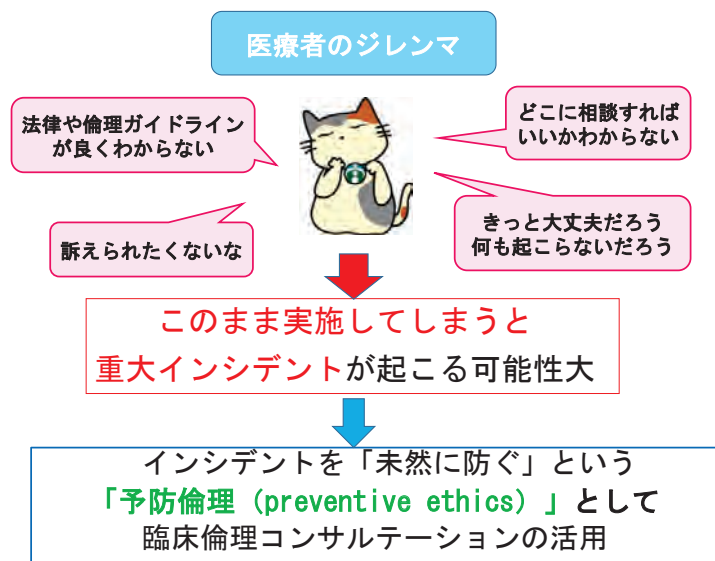 医療者のジレンマ
法律や倫理ガイドライン
が良くわからない
どこに相談すれば
いいかわからない
訴えられたくないな
きっと大丈夫だろう
何も起こらないだろう
このまま実施してしまうと
重大インシデントが起こる可能性大
インシデントを「未然に防ぐ」という
「予防倫理（preventive ethics）」として
臨床倫理コンサルテーションの活用